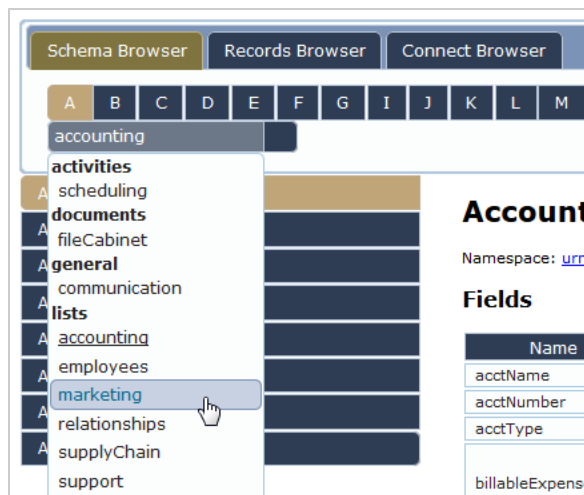 Schema Browser Records Browser Connect Browser
A B C D E F G I J K L M
accounting
activities
scheduling
documents
fileCabinet
general
communication
lists
accounting
employees
marketing
relationships
supplyChain
support
A
A
A
A
A
A
A
A
Account
Namespace: urn
Fields
Name
acctName
acctNumber
acctType
billableExpens